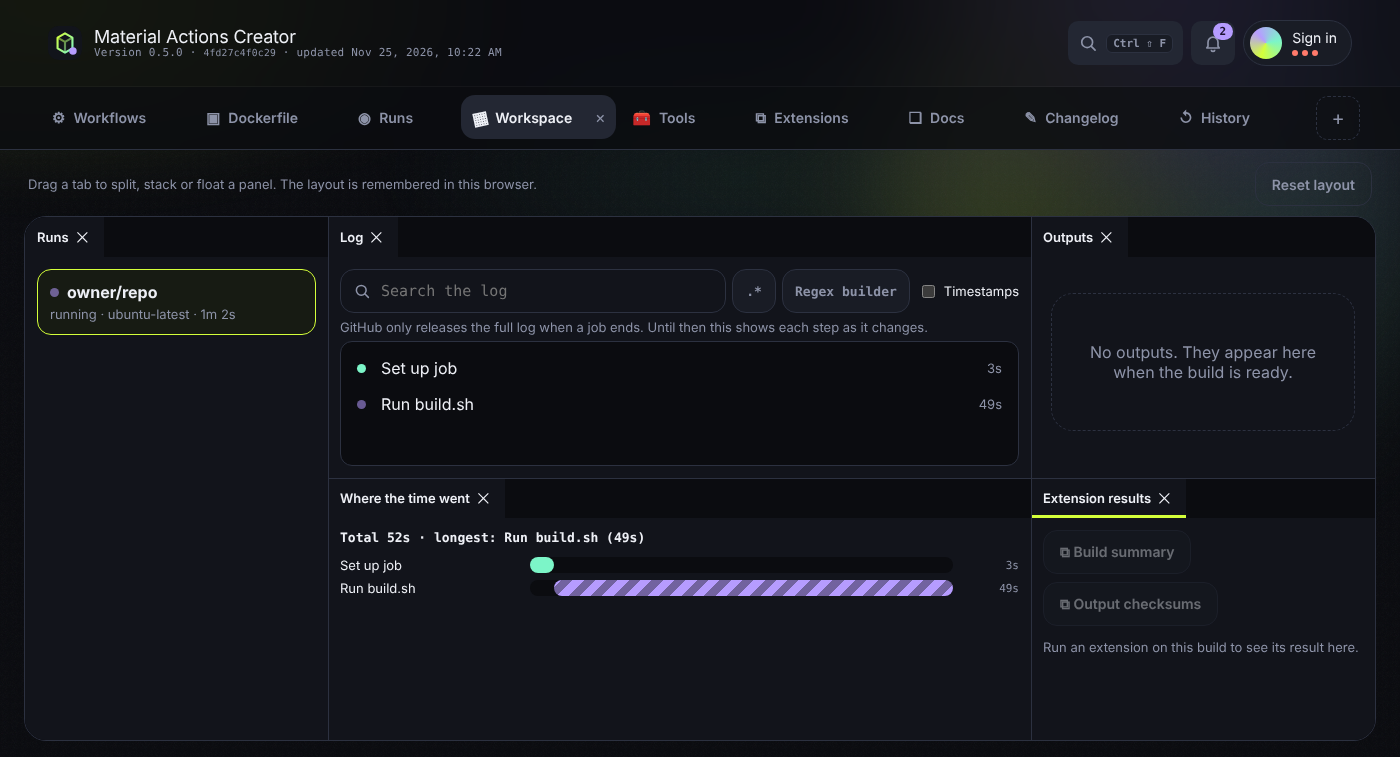 Material Actions Creator
Version 0.5.0 · 4fd27c4f0c29 · updated Nov 25, 2026, 10:22 AM
Ctrl ⇧ F
2
Sign in
Workflows
Dockerfile
Runs
Workspace ×
Tools
Extensions
Docs
Changelog
History
+
Drag a tab to split, stack or float a panel. The layout is remembered in this browser.
Reset layout
Runs
owner/repo
running · ubuntu-latest · 1m 2s
Log
Search the log
.*
Regex builder
Timestamps
GitHub only releases the full log when a job ends. Until then this shows each step as it changes.
Set up job 3s
Run build.sh 49s
Outputs
No outputs. They appear here
when the build is ready.
Where the time went
Total 52s · longest: Run build.sh (49s)
Set up job 3s
Run build.sh 49s
Extension results
Build summary
Output checksums
Run an extension on this build to see its result here.